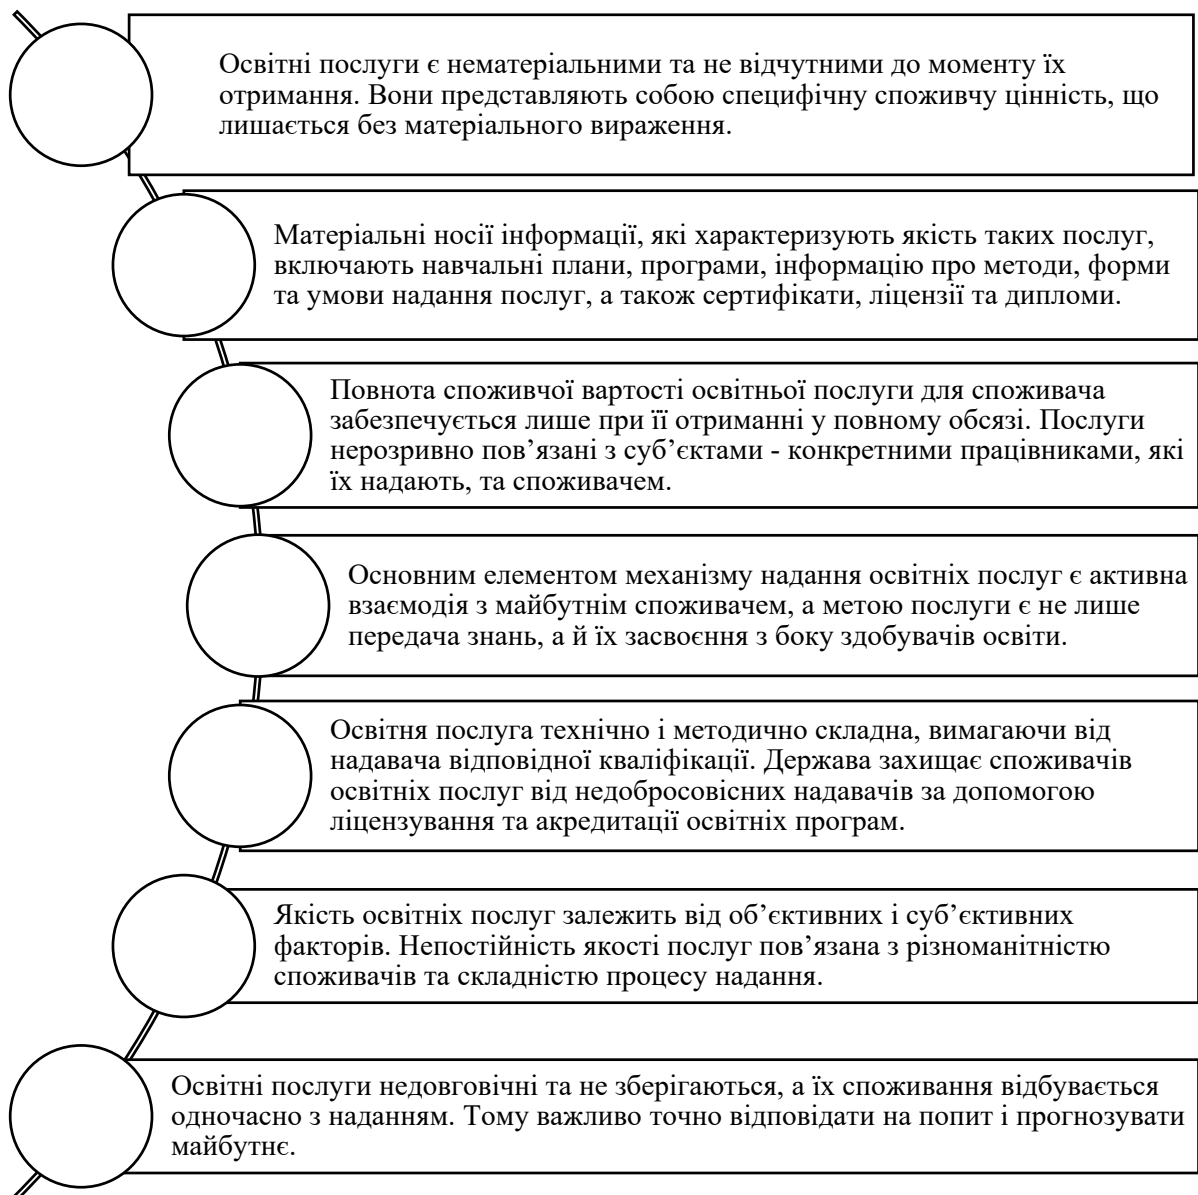 Освітні послуги є нематеріальними та не відчутними до моменту їх
отримання. Вони представляють собою специфічну споживчу цінність, що
лишається без матеріального вираження.
Матеріальні носії інформації, які характеризують якість таких послуг,
включають навчальні плани, програми, інформацію про методи, форми
та умови надання послуг, а також сертифікати, ліцензії та дипломи.
Повнота споживчої вартості освітньої послуги для споживача
забезпечується лише при її отриманні у повному обсязі. Послуги
нерозривно пов’язані з суб’єктами - конкретними працівниками, які
їх надають, та споживачем.
Основним елементом механізму надання освітніх послуг є активна
взаємодія з майбутнім споживачем, а метою послуги є не лише
передача знань, а й їх засвоєння з боку здобувачів освіти.
Освітня послуга технічно і методично складна, вимагаючи від
надавача відповідної кваліфікації. Держава захищає споживачів
освітніх послуг від недобросовісних надавачів за допомогою
ліцензування та акредитації освітніх програм.
Якість освітніх послуг залежить від об’єктивних і суб’єктивних
факторів. Непостійність якості послуг пов’язана з різноманітністю
споживачів та складністю процесу надання.
Освітні послуги недовговічні та не зберігаються, а їх споживання відбувається
одночасно з наданням. Тому важливо точно відповідати на попит і прогнозувати
майбутнє.